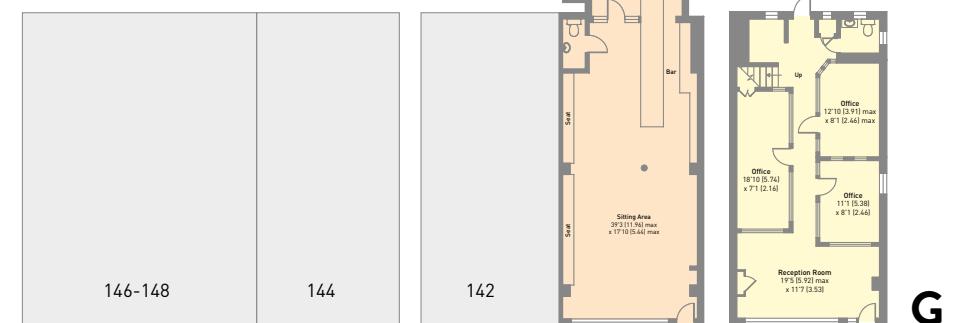 Bar
Up
Office
12'10 (3.91) max
x 8'1 (2.46) max
Seat
Office
18'10 (5.74)
x 7'1 (2.16)
Office
11'1 (5.38)
x 8'1 (2.46)
Sitting Area
39'3 (11.96) max
x 17'10 (5.44) max
Seat
Reception Room
19'5 (5.92) max
x 11'7 (3.53)
146-148
144
142
G